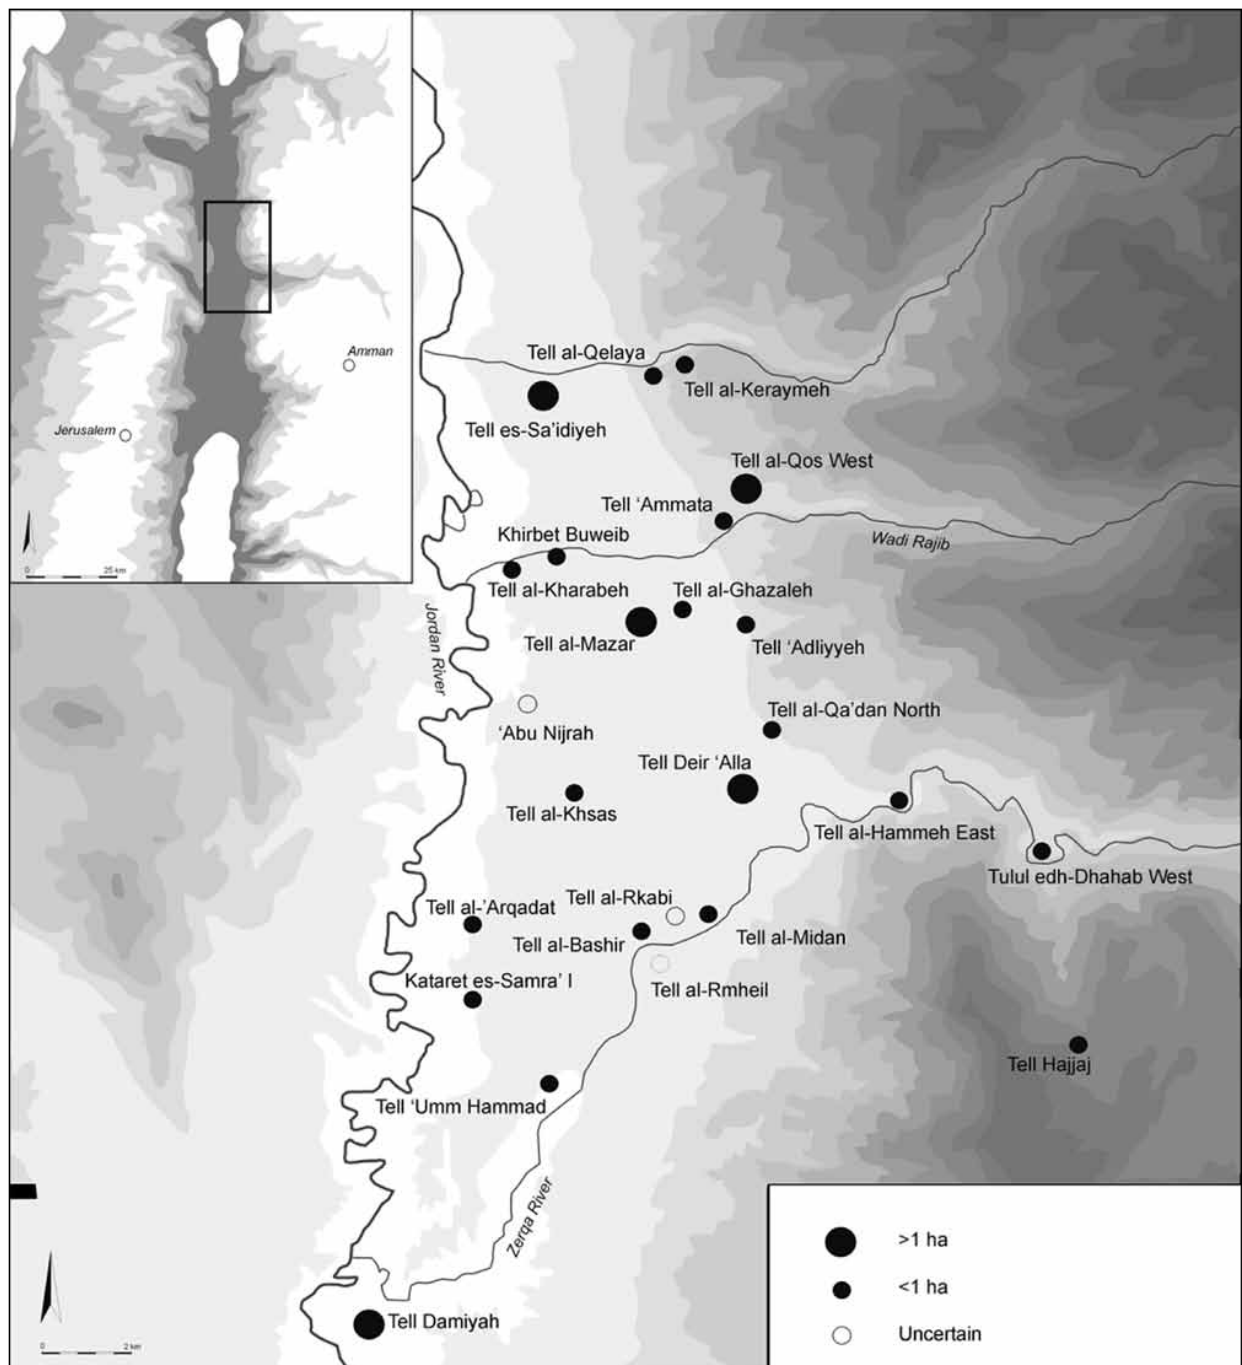 Amman
Jerusalem
0 25 km
Tell al-Qelaya
Tell al-Keraymeh
Tell es-Sa'idiyeh
Tell al-Qos West
Tell 'Ammata
Wadi Rajib
Khirbet Buweib
Tell al-Kharabeh
Tell al-Ghazaleh
Jordan River
Tell al-Mazar
Tell 'Adliyyeh
Tell al-Qa'dan North
'Abu Nijrah
Tell Deir 'Alla
Tell al-Khsas
Tell al-Hammeh East
Tulul edh-Dhahab West
Tell al-Rkabi
Tell al-'Arqadat
Tell al-Bashir
Tell al-Midan
Kataret es-Samra' I
Tell al-Rmheil
Tell Hajjaj
Tell 'Umm Hammad
Zerqa River
Tell Damiyah
0 2 km
>1 ha
<1 ha
Uncertain